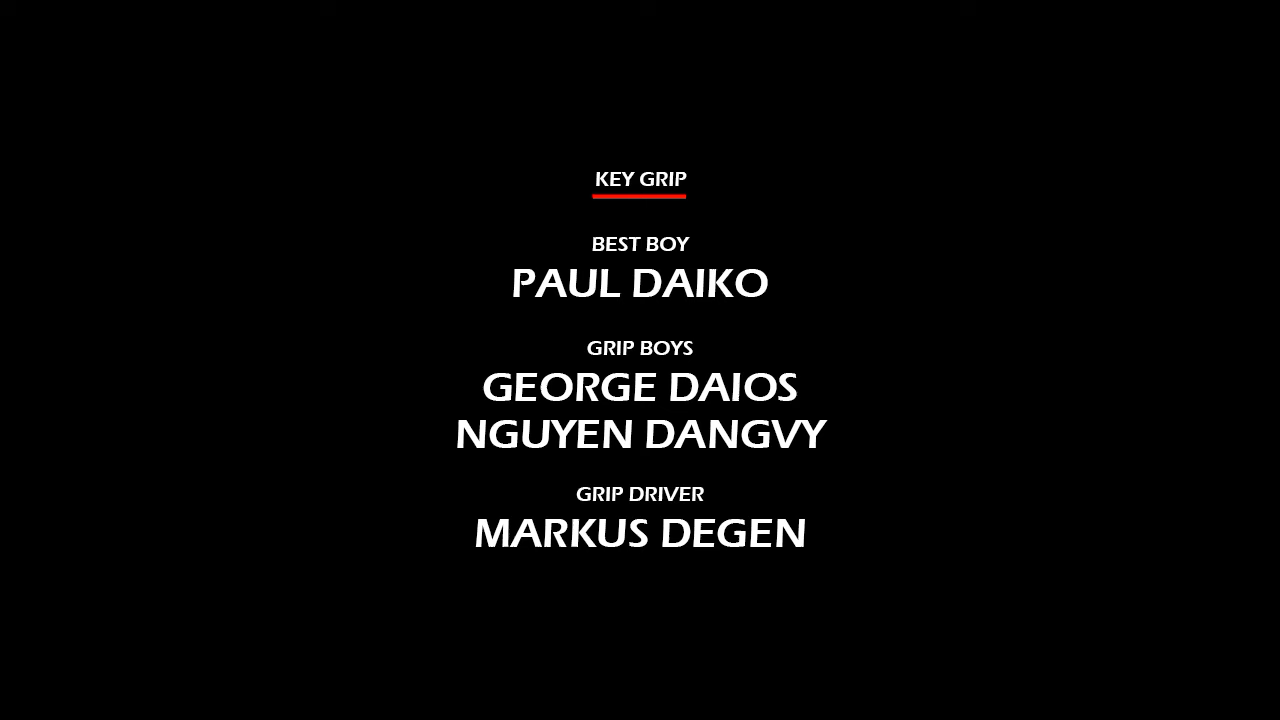 KEY GRIP
BEST BOY
PAUL DAIKO
GRIP BOYS
GEORGE DAIOS
NGUYEN DANGVY
GRIP DRIVER
MARKUS DEGEN